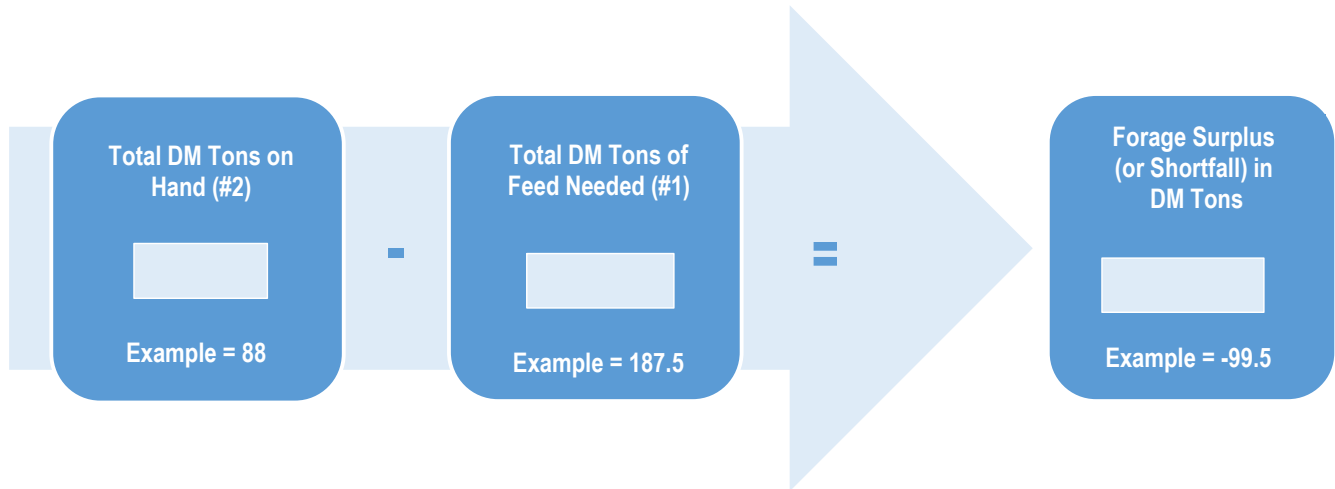 Total DM Tons on
Hand (#2)
Example = 88
-
Total DM Tons of
Feed Needed (#1)
Example = 187.5
=
Forage Surplus
(or Shortfall) in
DM Tons
Example = -99.5